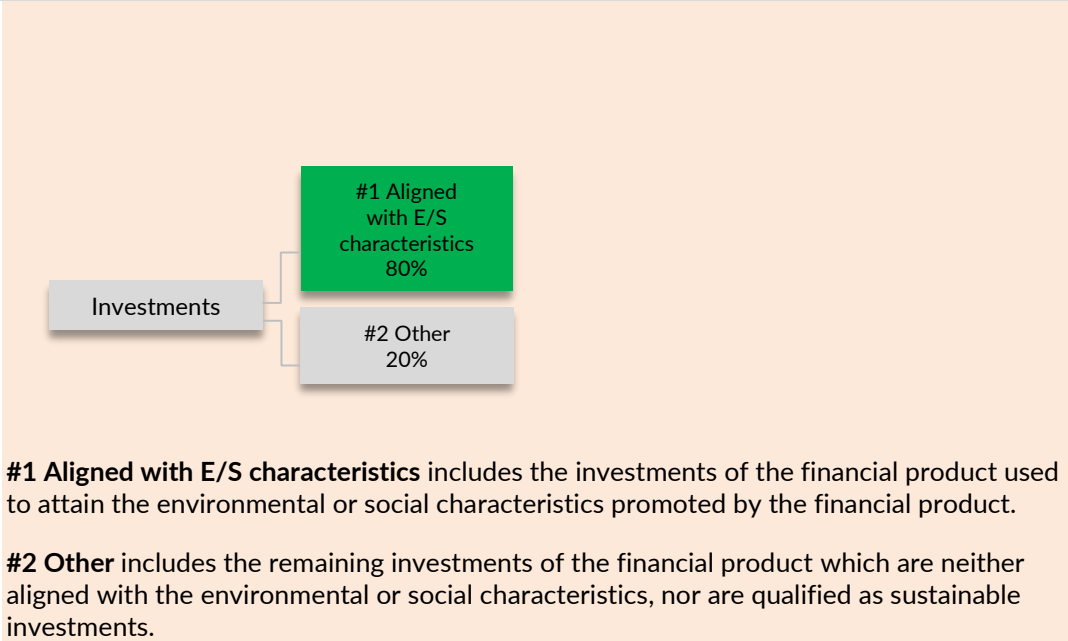 #1 Aligned
with E/S
characteristics
80%
Investments
#2 Other
20%
#1 Aligned with E/S characteristics includes the investments of the financial product used
to attain the environmental or social characteristics promoted by the financial product.
#2 Other includes the remaining investments of the financial product which are neither
aligned with the environmental or social characteristics, nor are qualified as sustainable
investments.